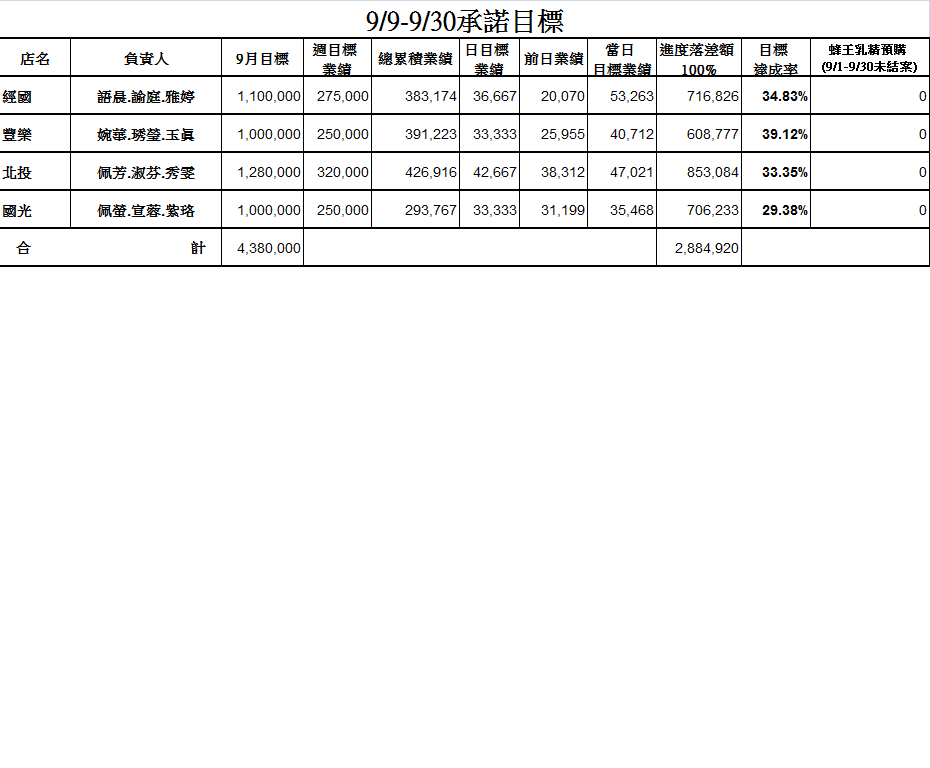 9/9-9/30承諾目標
店名 負責人 9月目標 週目標業績 總累積業績 日目標業績 前日業績 當日目標業績 進度落差額100% 目標達成率 蜂王乳精預購(9/1-9/30未結案)
經國 語晨.諭庭.雅婷 1,100,000 275,000 383,174 36,667 20,070 53,263 716,826 34.83% 0
豐樂 婉華.琇瑩.玉眞 1,000,000 250,000 391,223 33,333 25,955 40,712 608,777 39.12% 0
北投 佩芳.淑芬.秀雯 1,280,000 320,000 426,916 42,667 38,312 47,021 853,084 33.35% 0
國光 佩螢.宣蓉.紫珞 1,000,000 250,000 293,767 33,333 31,199 35,468 706,233 29.38% 0
合 計 4,380,000 2,884,920